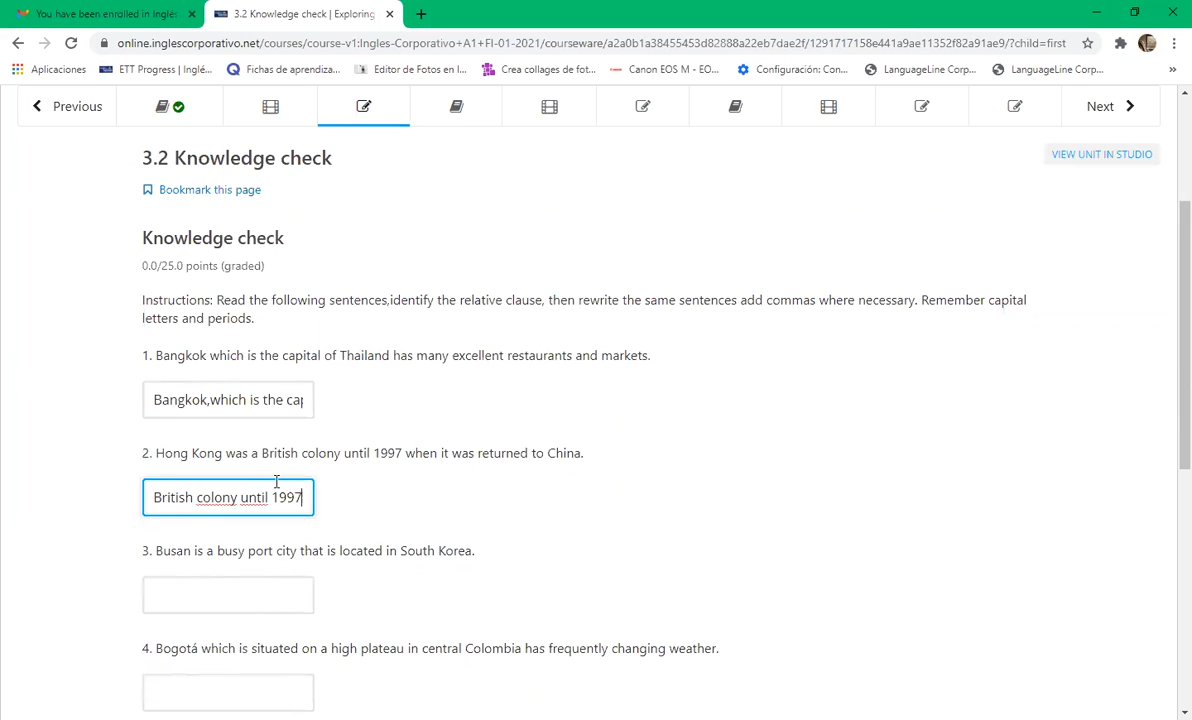 You have been enrolled in Inglé
3.2 Knowledge check | Exploring
online.inglescorporativo.net/courses/course-v1:Ingles-Corporativo+A1+FI-01-2021/courseware/a2a0b1a38455453d82888a22eb7dae2f/1291717158e441a9ae11352f82a91ae9/?child=first
Aplicaciones
ETT Progress | Inglé...
Fichas de aprendiza...
Editor de Fotos en l...
Crea collages de fot...
Canon EOS M - EO...
Configuración: Con...
LanguageLine Corp...
LanguageLine Corp...
Previous
Next
3.2 Knowledge check
VIEW UNIT IN STUDIO
Bookmark this page
Knowledge check
0.0/25.0 points (graded)
Instructions: Read the following sentences,identify the relative clause, then rewrite the same sentences add commas where necessary. Remember capital
letters and periods.
1. Bangkok which is the capital of Thailand has many excellent restaurants and markets.
Bangkok,which is the cap
2. Hong Kong was a British colony until 1997 when it was returned to China.
British colony until 1997
3. Busan is a busy port city that is located in South Korea.
4. Bogotá which is situated on a high plateau in central Colombia has frequently changing weather.